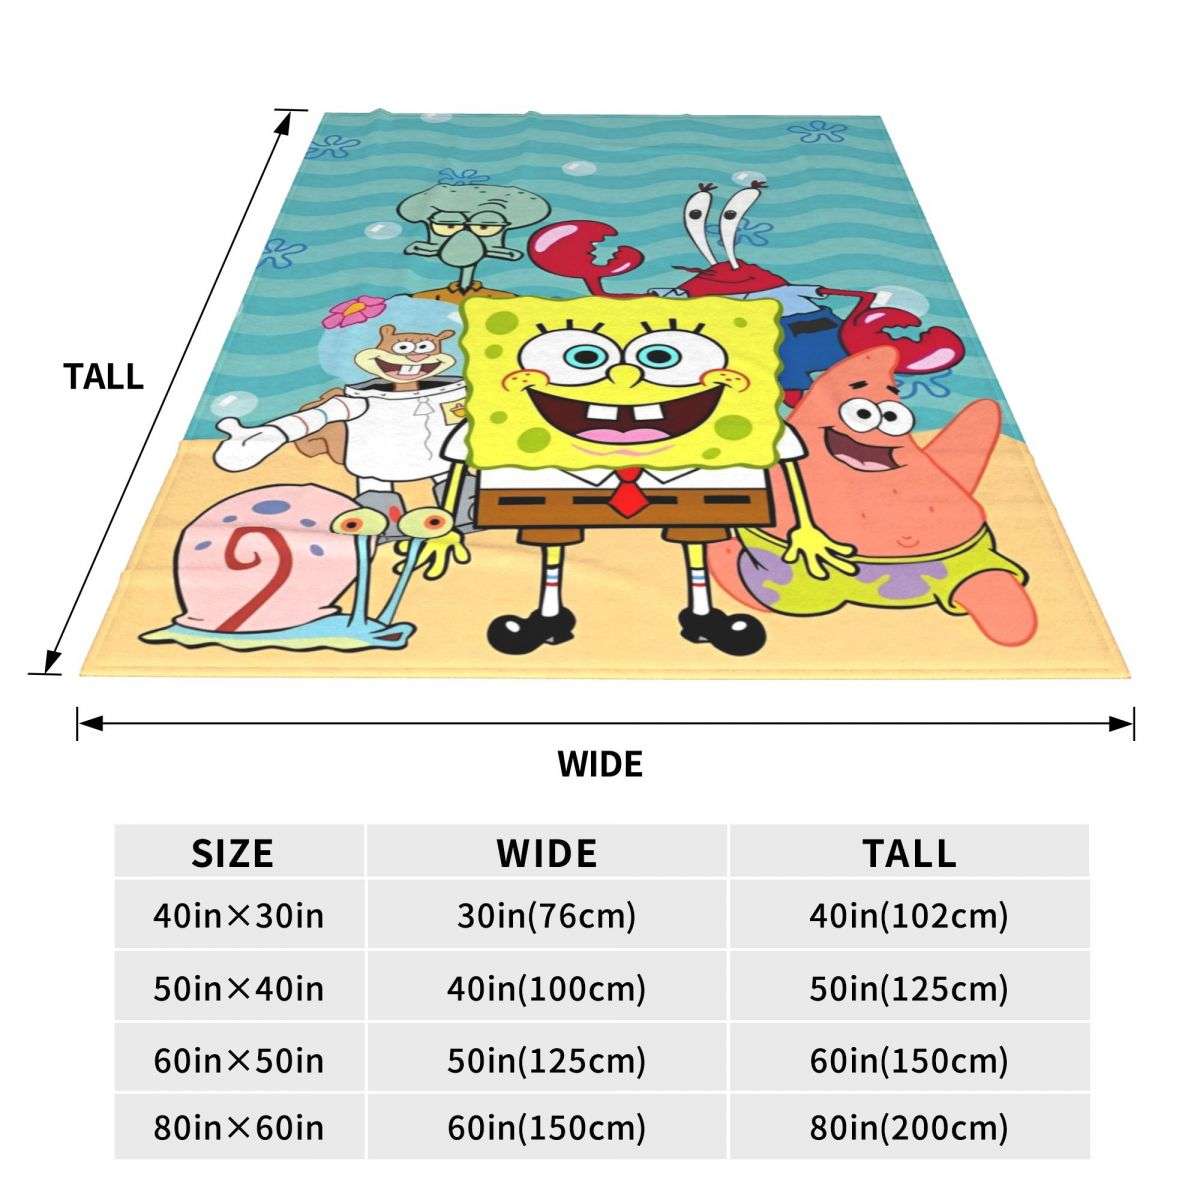 TALL
WIDE
SIZE WIDE TALL
40in×30in 30in(76cm) 40in(102cm)
50in×40in 40in(100cm) 50in(125cm)
60in×50in 50in(125cm) 60in(150cm)
80in×60in 60in(150cm) 80in(200cm)